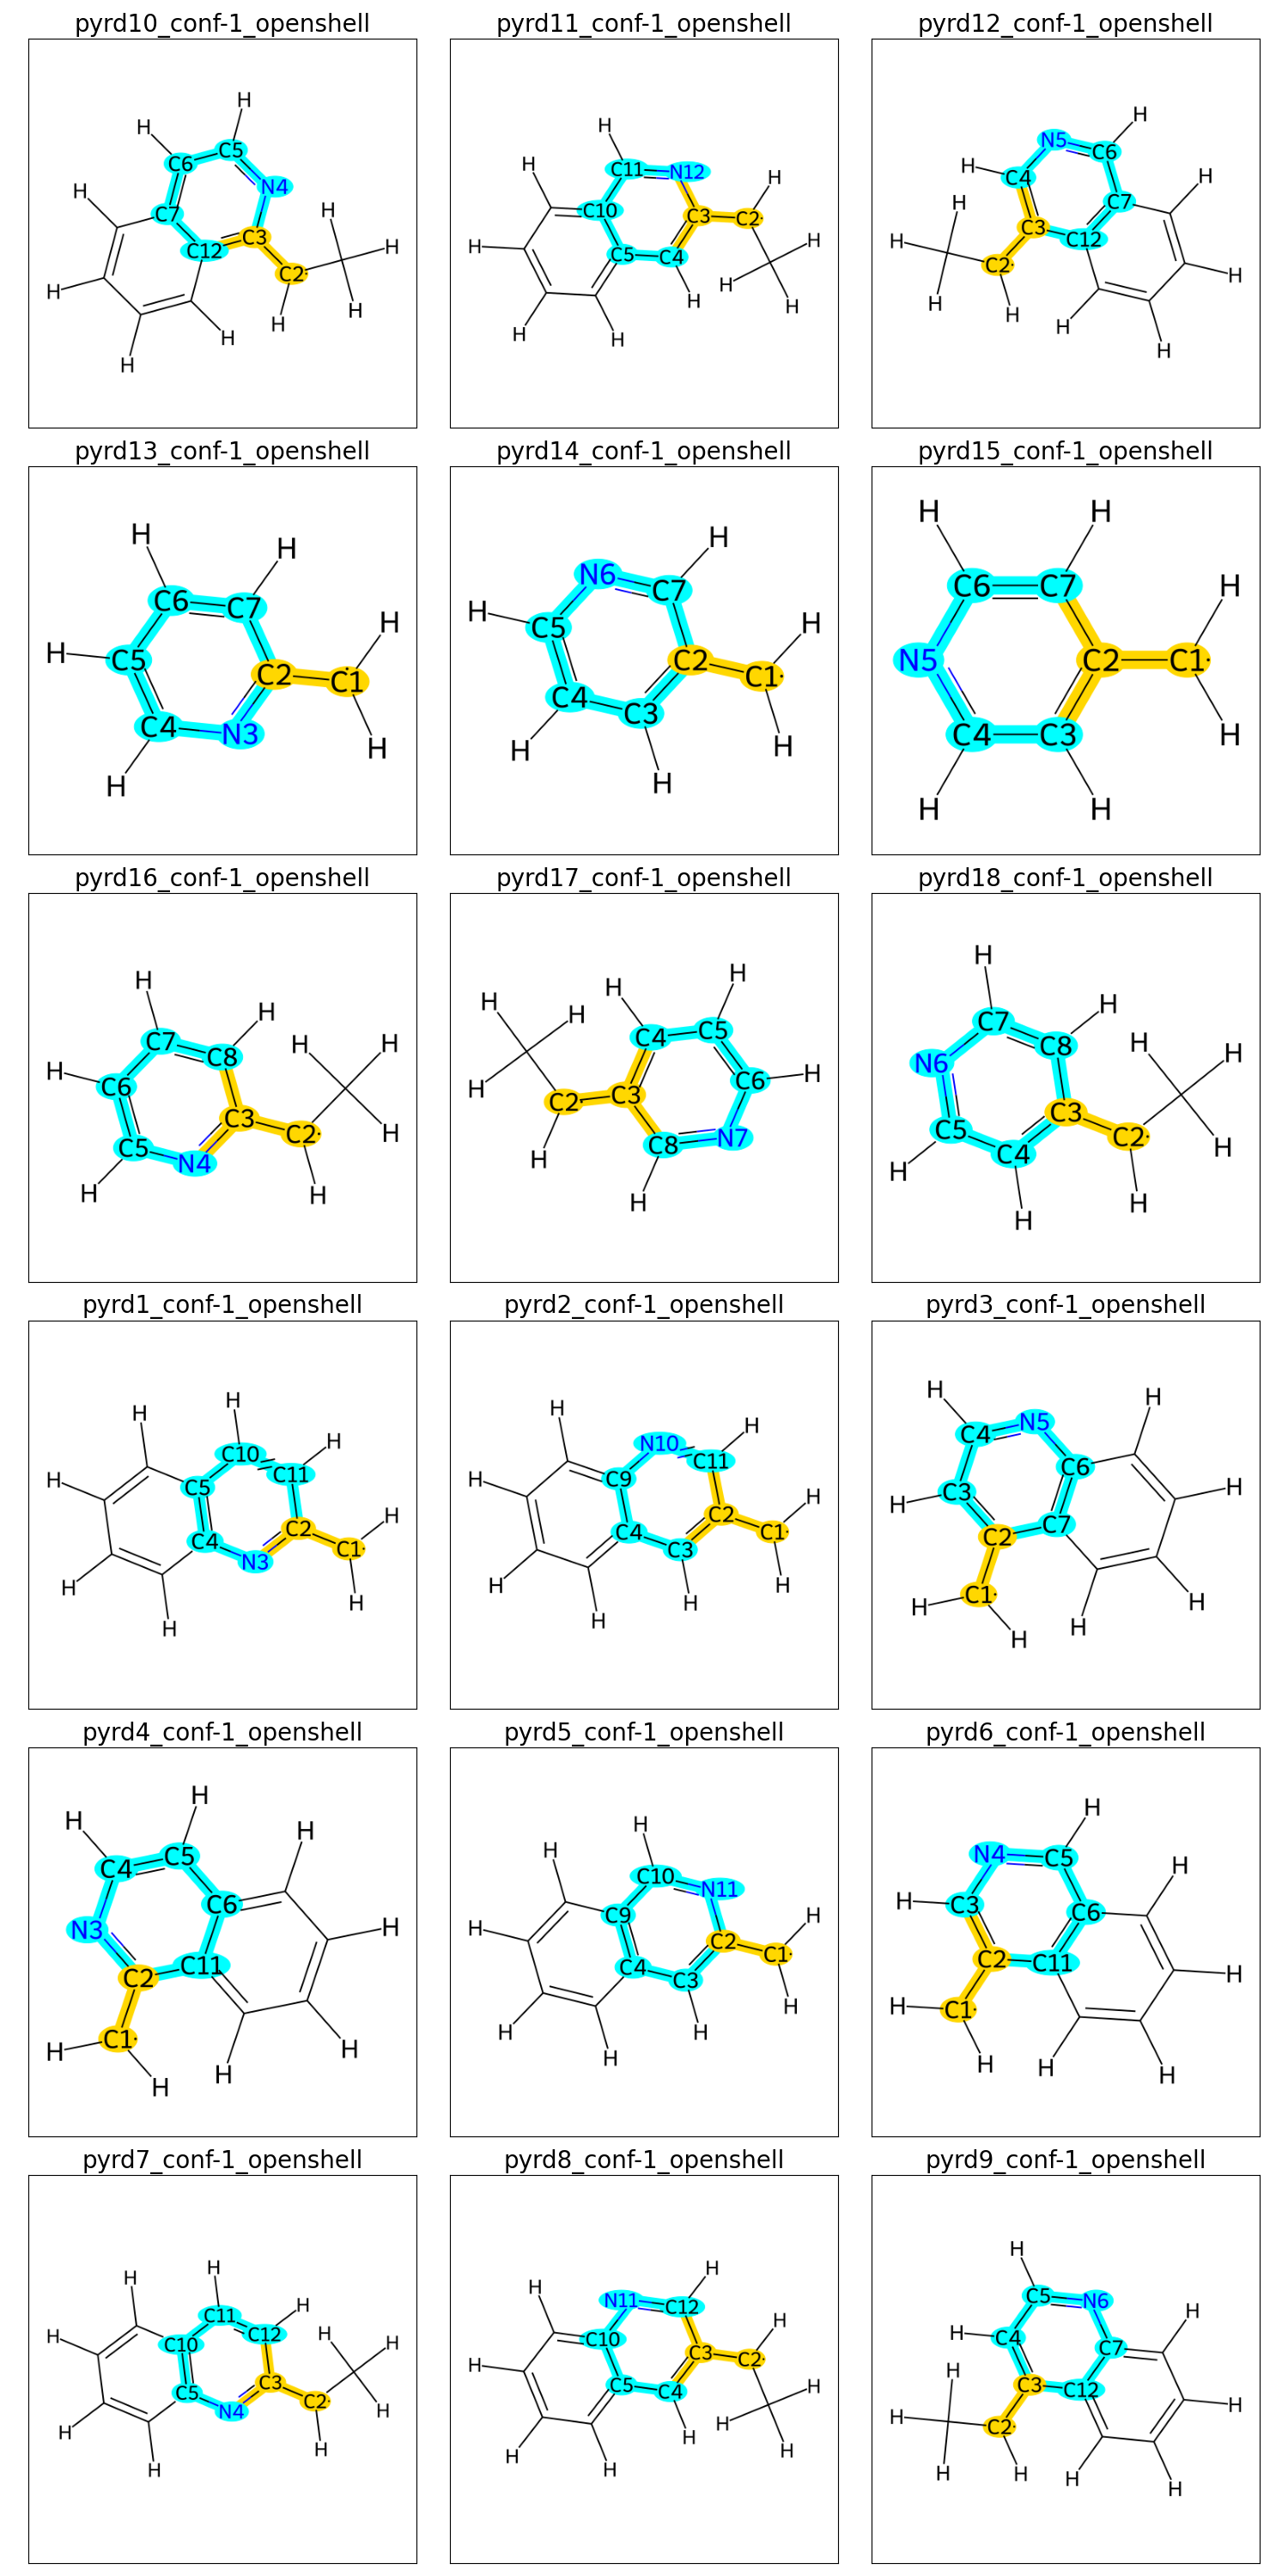 pyrd10_conf-1_openshell pyrd11_conf-1_openshell pyrd12_conf-1_openshell
H H C6 C5 N4 H H C7 C12 C3 C2· H H H H H H
H C11 N12 H H C10 C3 C2· H H C5 C4 H H H H H
N5 C6 H H C4 H C7 H H C3 C12 C2· H H H H H
pyrd13_conf-1_openshell pyrd14_conf-1_openshell pyrd15_conf-1_openshell
H H C6 C7 H H C5 C2 C1· C4 N3 H H
H N6 C7 H H C5 C2 C1· C4 C3 H H H
H H C6 C7 H N5 C2 C1· C4 C3 H H H
pyrd16_conf-1_openshell pyrd17_conf-1_openshell pyrd18_conf-1_openshell
H H C7 C8 H H H C6 C3 C2· H C5 N4 H H
H H H H C4 C5 H C6 H C2· C3 C8 N7 H H
H H C7 C8 H H N6 C3 C5 C2· H C4 H H H
pyrd1_conf-1_openshell pyrd2_conf-1_openshell pyrd3_conf-1_openshell
H H H C10 H C5 C11 H C4 C2 C1· N3 H H H
H N10 H C11 H C9 C2 H C4 C1· C3 H H H H
H H C4 N5 C6 H C3 H C2 C7 C1· H H H H
pyrd4_conf-1_openshell pyrd5_conf-1_openshell pyrd6_conf-1_openshell
H H H C5 C4 C6 N3 H C2 C11 C1· H H H H
H H C10 N11 H H C9 C2 C1· C4 C3 H H H H
H N4 C5 H H C3 C6 C2 C11 H H C1· H H H
pyrd7_conf-1_openshell pyrd8_conf-1_openshell pyrd9_conf-1_openshell
H H H C11 H H H C10 C12 C3 C5 C2· N4 H H H H
H H N11 C12 H C10 C3 C2· H H C5 C4 H H H H H
H C5 N6 H H C4 C7 H C3 C12 H H C2· H H H H